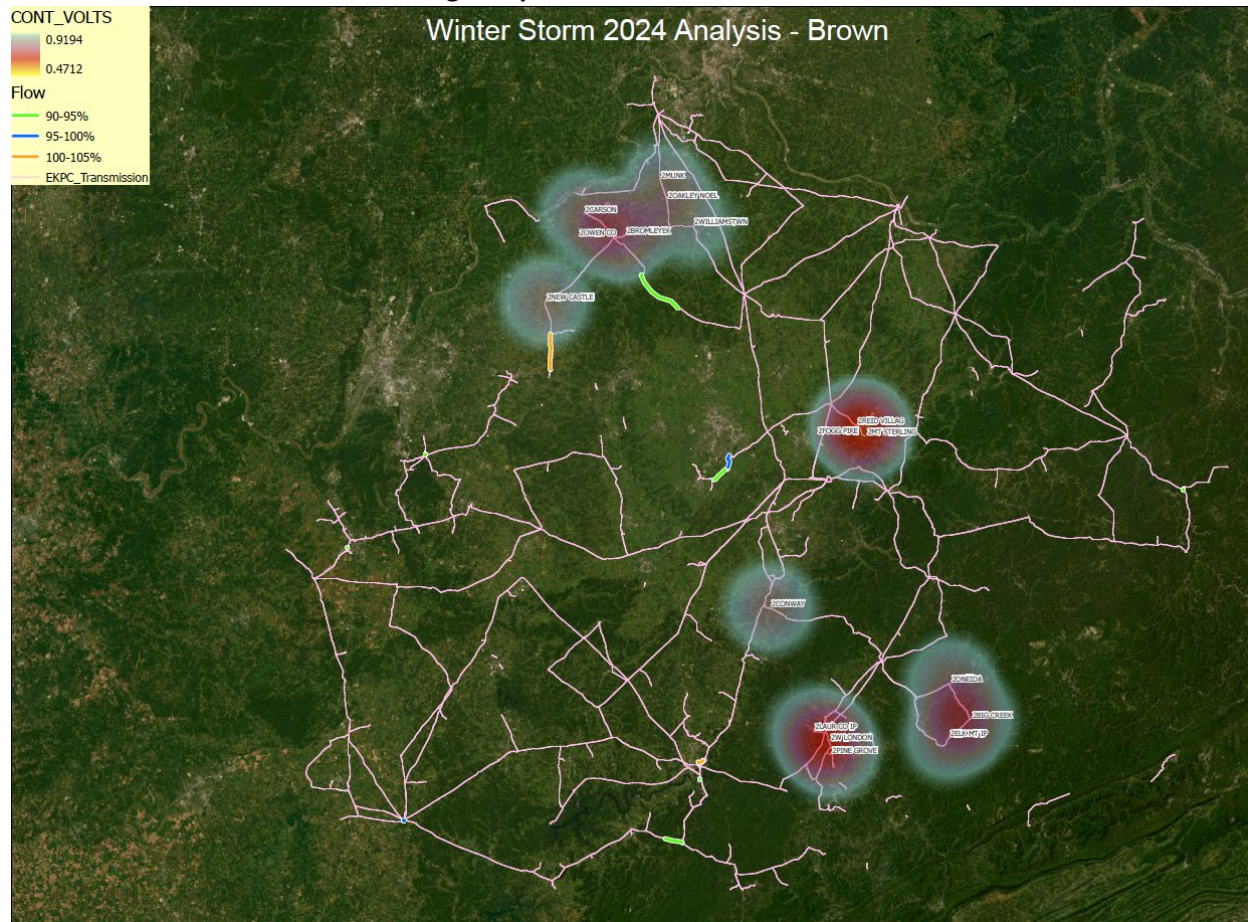 Winter Storm 2024 Analysis - Brown
CONT_VOLTS
0.9194
0.4712
Flow
90-95%
95-100%
100-105%
EKPC_Transmission
2MUNK
2OAKLEY NOEL
2CARSON
2WILLIAMSTWN
2OWEN CO
2BROMLEYEK
2NEW CASTLE
2REID VILLAG
2FOGG PIKE
2MT STERLING
2CONWAY
2ONEIDA
2BIG CREEK
2ELK MT IP
2LAUR CO IP
2W LONDON
2PINE GROVE